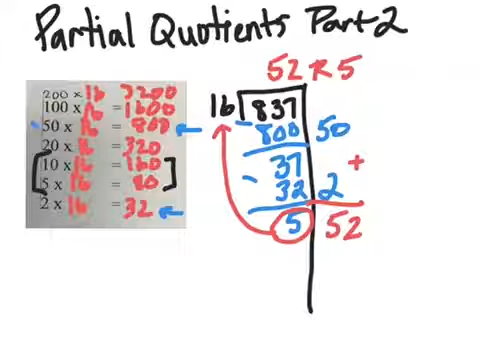 Partial Quotients Part 2
200 x 16 3200
100 x 16 = 1600
50 x 16 = 800
20 x 16 = 320
10 x 16 = 160
5 x 16 = 80
2 x 16 = 32
52 R 5
16 837
- 800 50
37 +
- 32 2
5 52